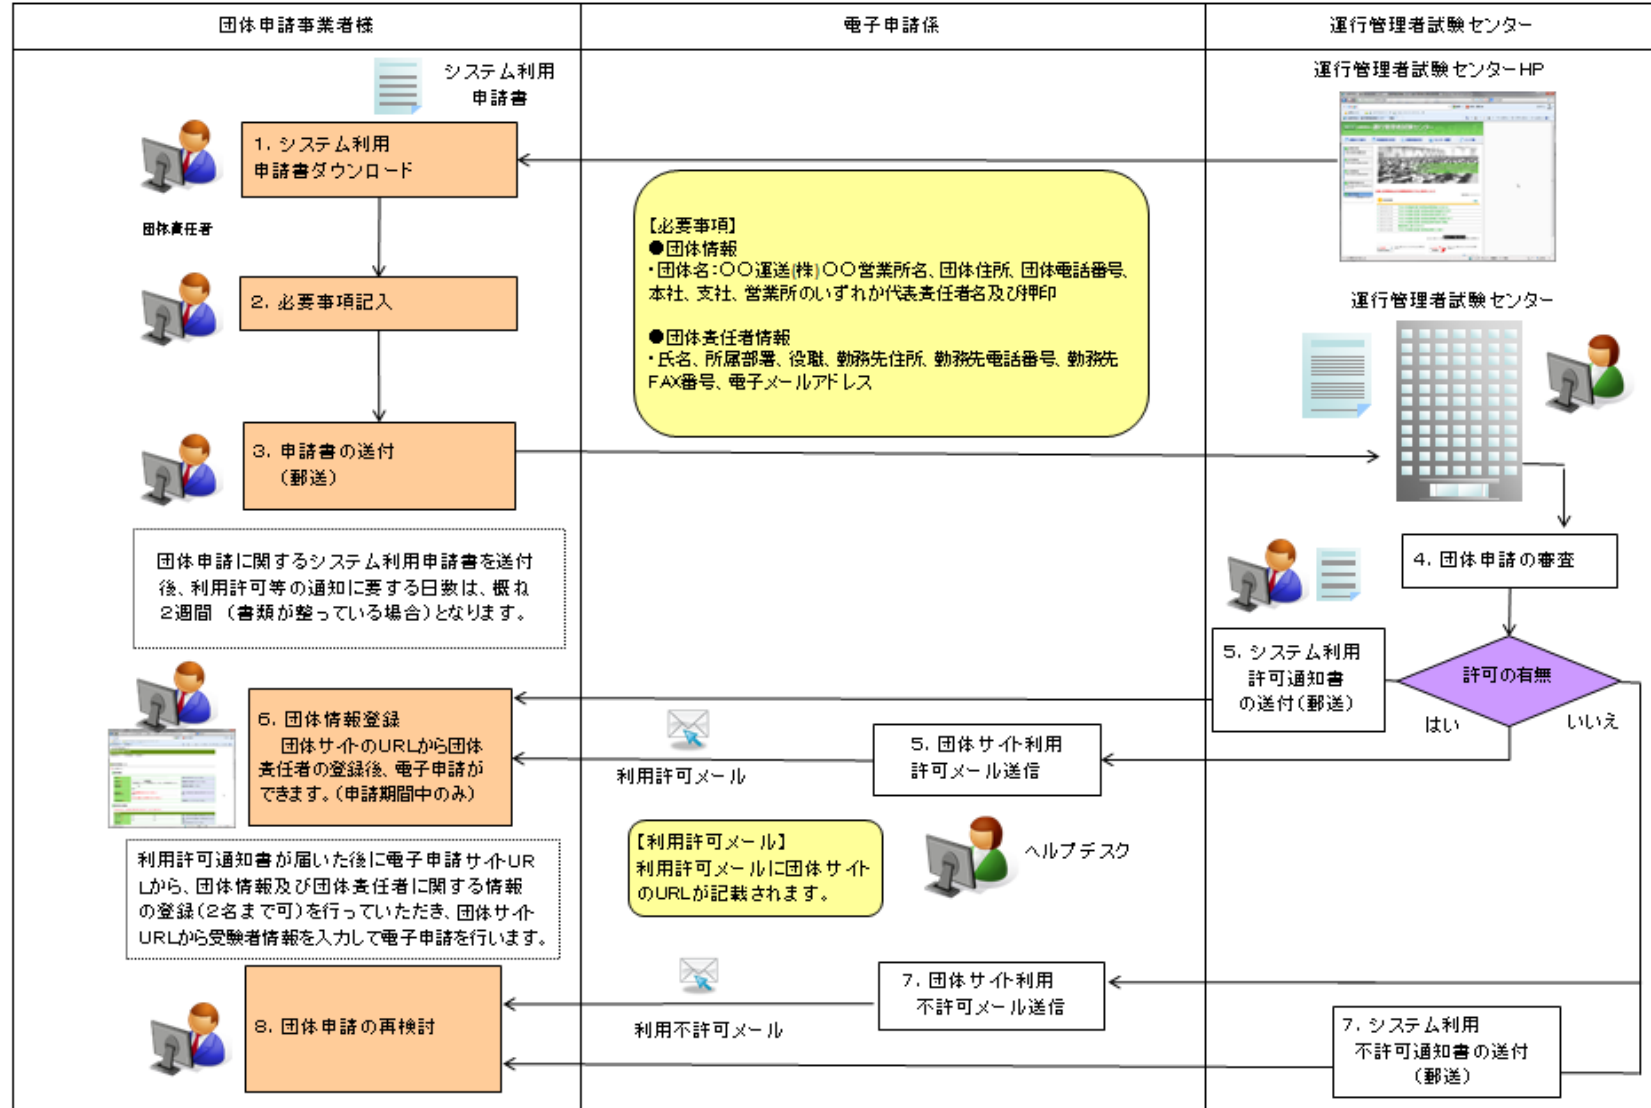 団体申請事業者様
電子申請係
運行管理者試験センター
システム利用
申請書
運行管理者試験センターHP
1. システム利用
申請書ダウンロード
団体責任者
【必要事項】
●団体情報
・団体名:〇〇運送(株)〇〇営業所名、団体住所、団体電話番号、
本社、支社、営業所のいずれか代表責任者名及び押印
●団体責任者情報
・氏名、所属部署、役職、勤務先住所、勤務先電話番号、勤務先
FAX番号、電子メールアドレス
2. 必要事項記入
運行管理者試験センター
3. 申請書の送付
(郵送)
団体申請に関するシステム利用申請書を送付
後、利用許可等の通知に要する日数は、概ね
2週間 (書類が整っている場合)となります。
4. 団体申請の審査
許可の有無
はい
いいえ
5. システム利用
許可通知書
の送付(郵送)
5. 団体サイト利用
許可メール送信
利用許可メール
6. 団体情報登録
団体サイトのURLから団体
責任者の登録後、電子申請が
できます。(申請期間中のみ)
【利用許可メール】
利用許可メールに団体サイト
のURLが記載されます。
ヘルプデスク
利用許可通知書が届いた後に電子申請サイトUR
Lから、団体情報及び団体責任者に関する情報
の登録(2名まで可)を行っていただき、団体サイト
URLから受験者情報を入力して電子申請を行います。
7. 団体サイト利用
不許可メール送信
利用不許可メール
8. 団体申請の再検討
7. システム利用
不許可通知書の送付
(郵送)